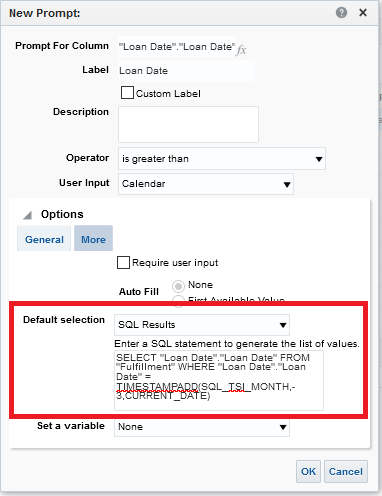 New Prompt:
Prompt For Column "Loan Date"."Loan Date" fx
Label Loan Date
Custom Label
Description
Operator is greater than
User Input Calendar
Options
General More
Require user input
Auto Fill None
First Available Value
Default selection SQL Results
Enter a SQL statement to generate the list of values.
SELECT "Loan Date"."Loan Date" FROM
"Fulfillment" WHERE "Loan Date"."Loan
Date" =
TIMESTAMPADD(SQL_TSI_MONTH,-
3,CURRENT_DATE)
Set a variable None
OK Cancel